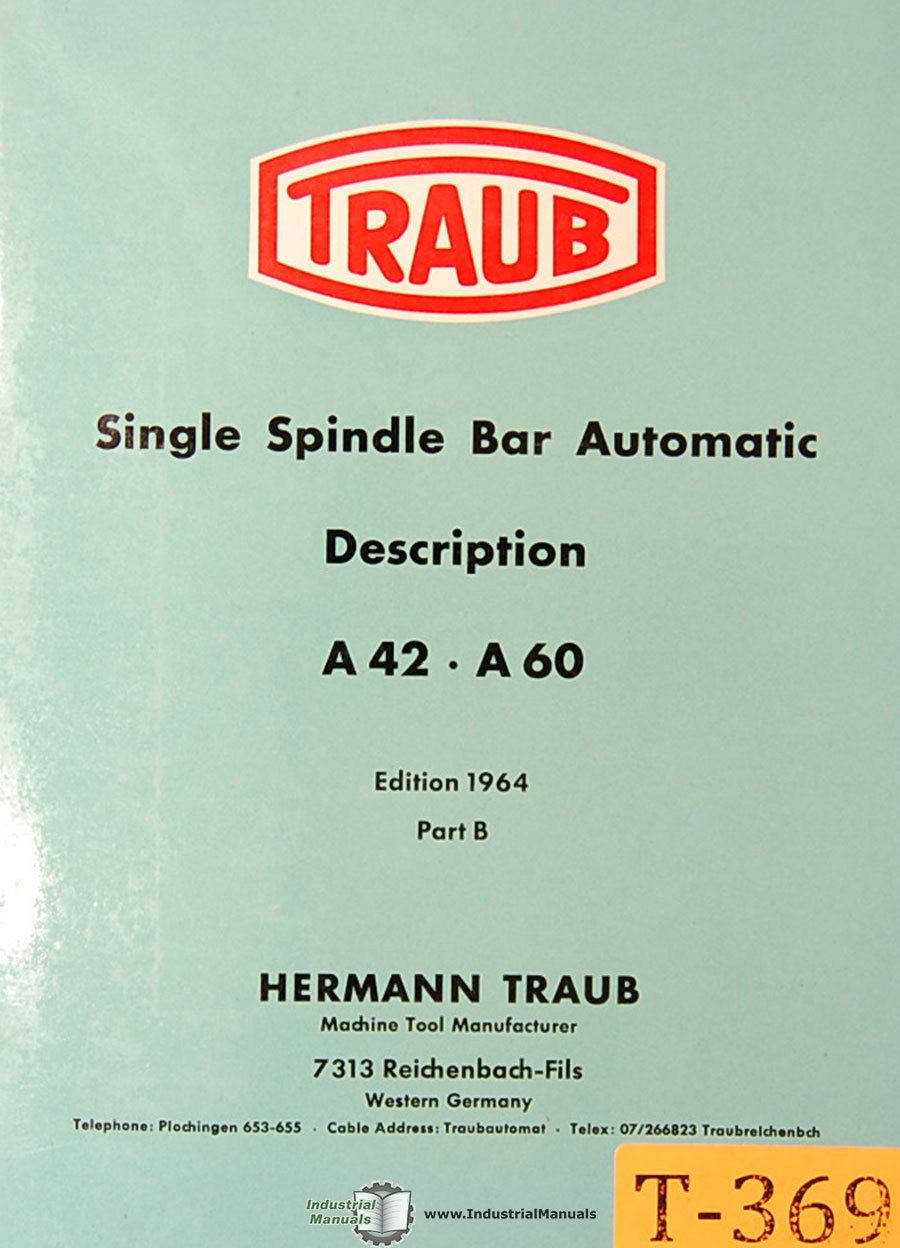 TRAUB
Single Spindle Bar Automatic
Description
A 42 · A 60
Edition 1964
Part B
HERMANN TRAUB
Machine Tool Manufacturer
7313 Reichenbach-Fils
Western Germany
Telephone: Plochingen 653-655 · Cable Address: Traubautomat · Telex: 07/266823 Traubreichenbch
T-369
Industrial
Manuals
www.IndustrialManuals